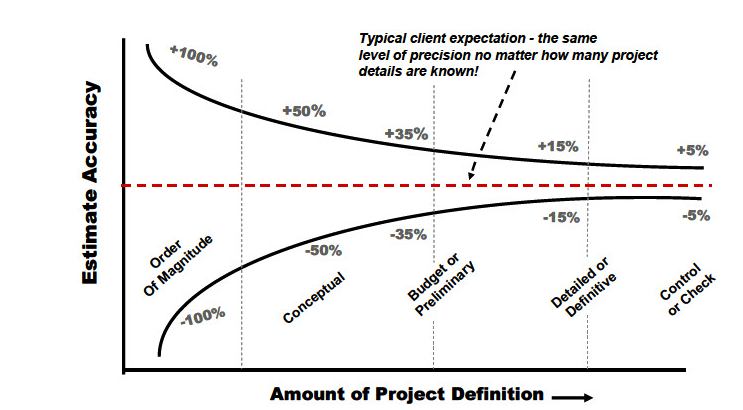 Typical client expectation - the same
level of precision no matter how many project
details are known!
+100%
+50%
+35%
+15%
+5%
Estimate Accuracy
-100%
-50%
-35%
-15%
-5%
Order
Of Magnitude
Conceptual
Budget or
Preliminary
Detailed or
Definitive
Control
or Check
Amount of Project Definition